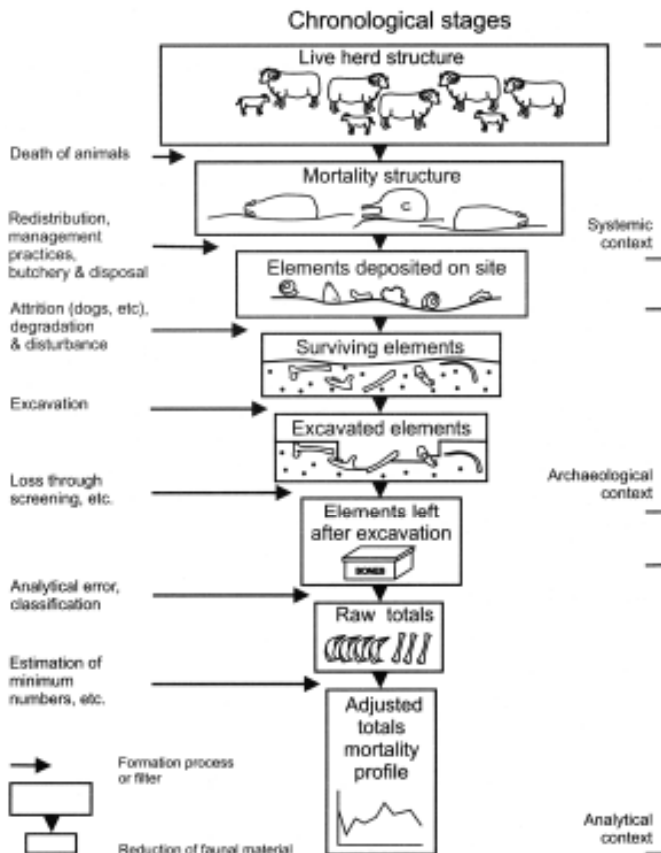 Chronological stages
Live herd structure
Death of animals
Mortality structure
Redistribution,
management
practices,
butchery & disposal
Systemic
context
Elements deposited on site
Attrition (dogs, etc),
degradation
& disturbance
Surviving elements
Excavation
Excavated elements
Loss through
screening, etc.
Archaeological
context
Elements left
after excavation
BONES
Analytical error,
classification
Raw totals
Estimation of
minimum
numbers, etc.
Adjusted
totals
mortality
profile
Formation process
or filter
Reduction of faunal material
Analytical
context